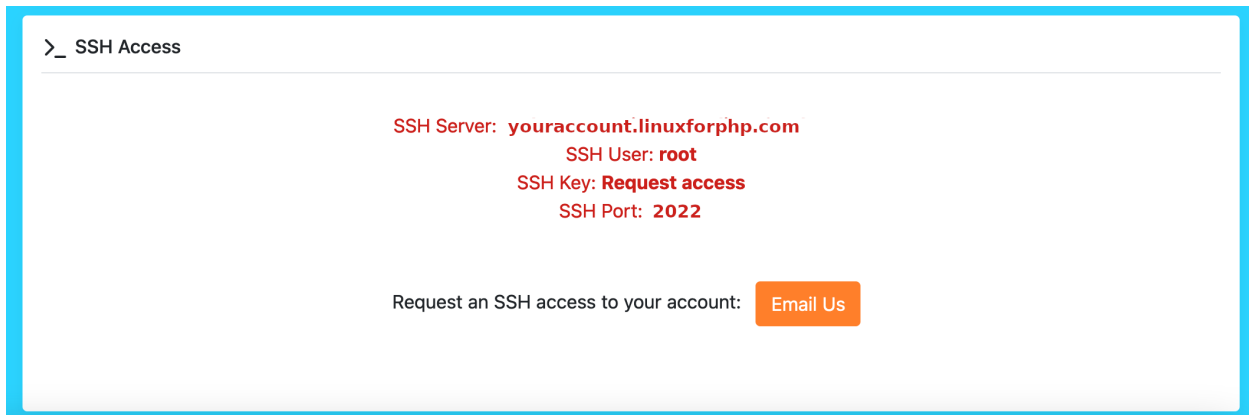 SSH Access
SSH Server: youraccount.linuxforphp.com
SSH User: root
SSH Key: Request access
SSH Port: 2022
Request an SSH access to your account: Email Us